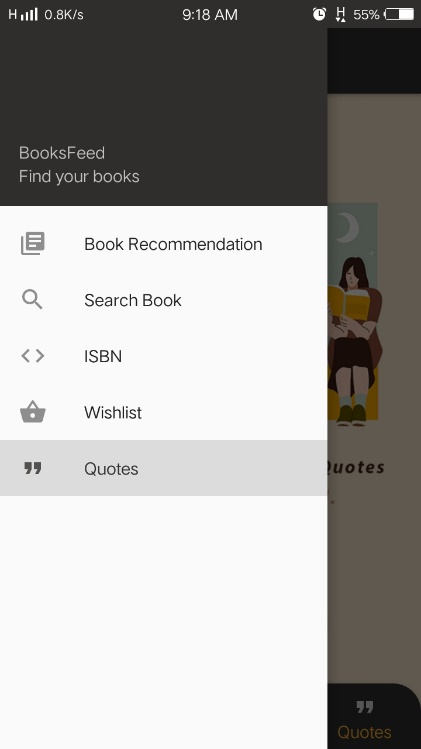 H 0.8K/s 9:18 AM H 55%
BooksFeed
Find your books
Book Recommendation
Search Book
ISBN
Wishlist
Quotes
Quotes
Quotes